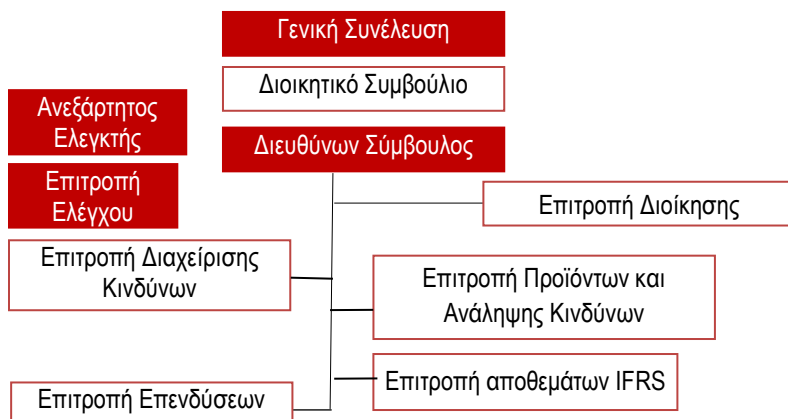 Γενική Συνέλευση
Διοικητικό Συμβούλιο
Ανεξάρτητος
Ελεγκτής
Διευθύνων Σύμβουλος
Επιτροπή
Ελέγχου
Επιτροπή Διοίκησης
Επιτροπή Διαχείρισης
Κινδύνων
Επιτροπή Προϊόντων και
Ανάληψης Κινδύνων
Επιτροπή αποθεμάτων IFRS
Επιτροπή Επενδύσεων